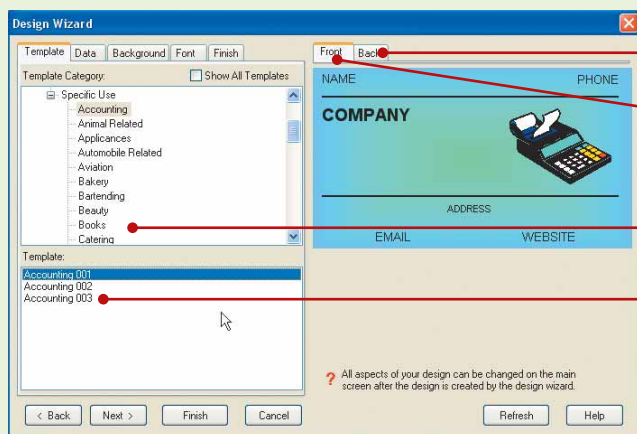 Design Wizard
Template Data Background Font Finish
Template Category: Show All Templates
Specific Use
Accounting
Animal Related
Applicances
Automobile Related
Aviation
Bakery
Bartending
Beauty
Books
Catering
Template:
Accounting 001
Accounting 002
Accounting 003
< Back Next > Finish Cancel
Front Back
NAME PHONE
COMPANY
ADDRESS
EMAIL WEBSITE
? All aspects of your design can be changed on the main
screen after the design is created by the design wizard.
Refresh Help